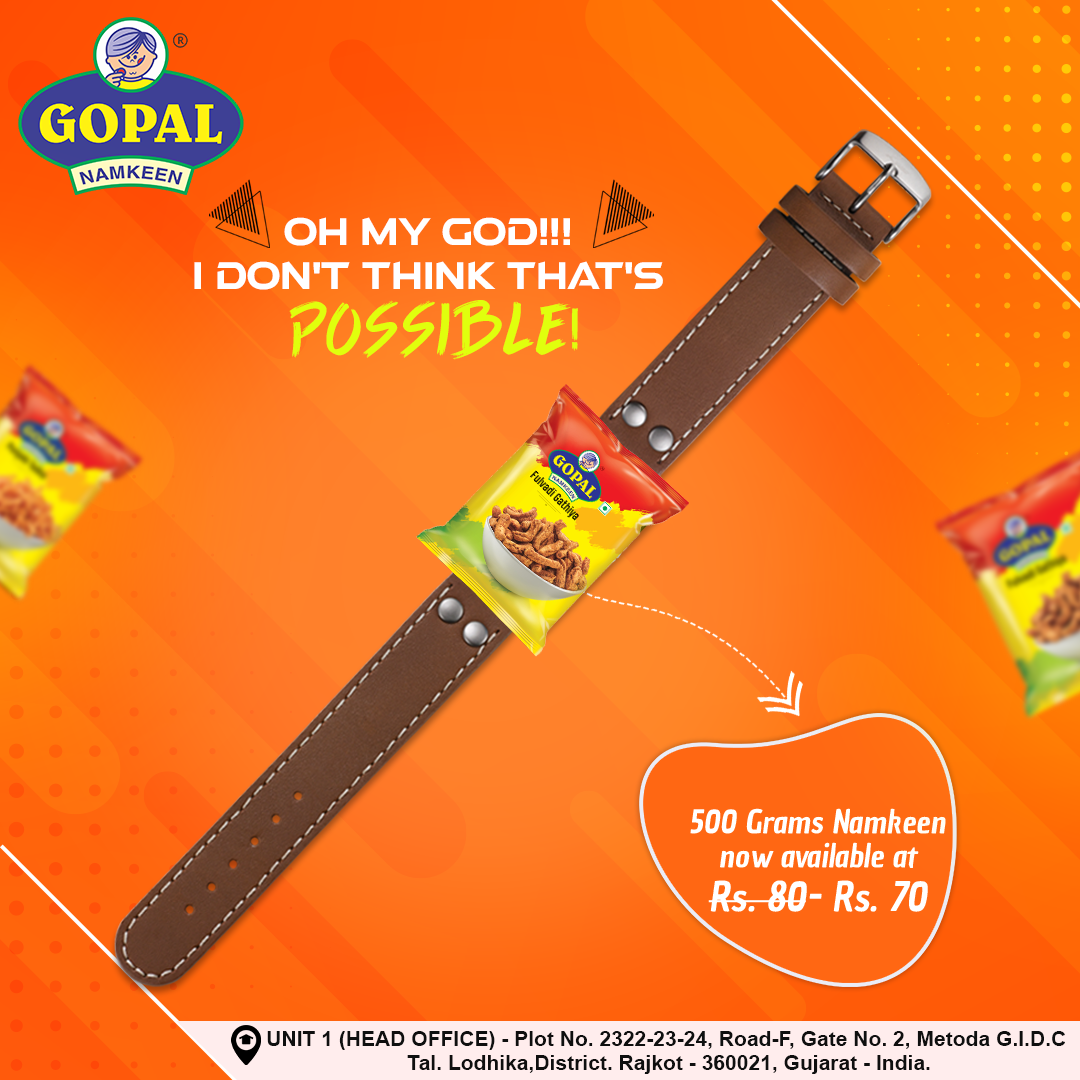 ®
GOPAL
NAMKEEN
OH MY GOD!!!
I DON'T THINK THAT'S
POSSIBLE!
GOPAL
NAMKEEN
Fulvadi Gathiya
GOPAL
GOPAL
500 Grams Namkeen
now available at
Rs. 80- Rs. 70
UNIT 1 (HEAD OFFICE) - Plot No. 2322-23-24, Road-F, Gate No. 2, Metoda G.I.D.C
Tal. Lodhika,District. Rajkot - 360021, Gujarat - India.